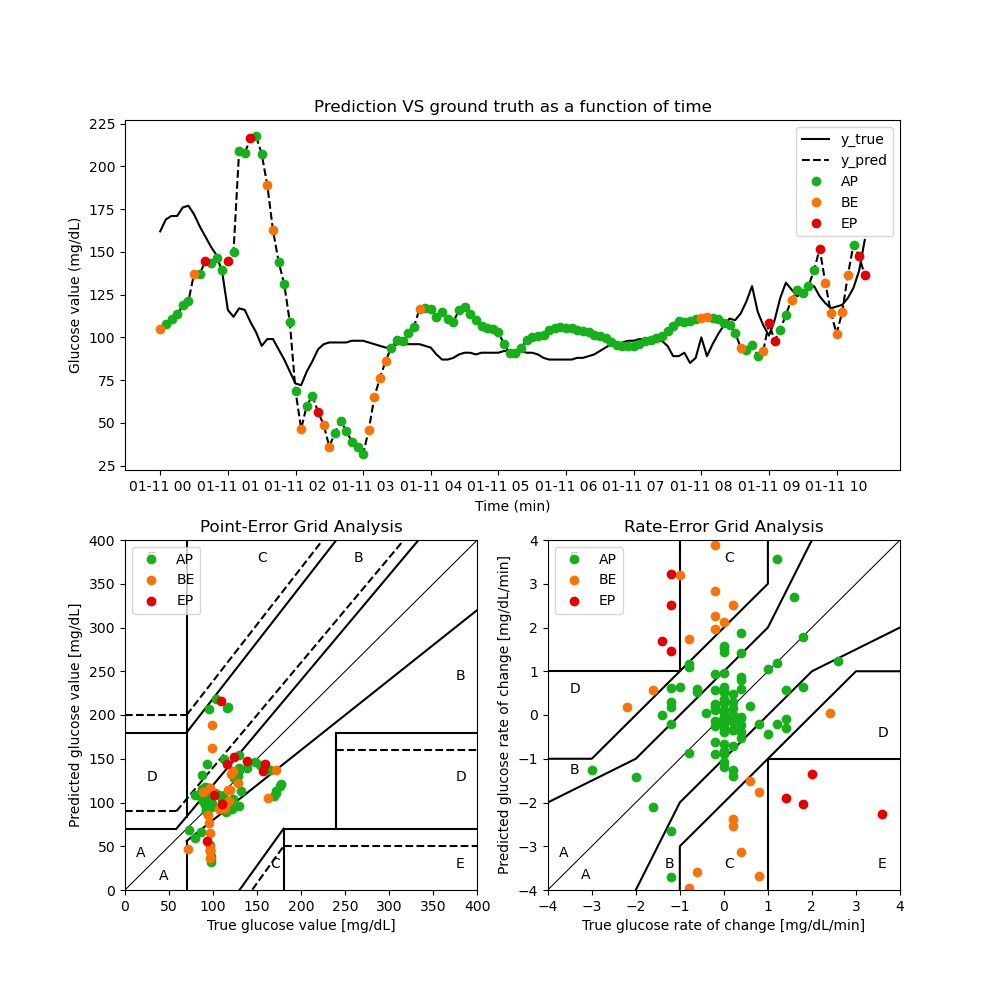 Prediction VS ground truth as a function of time
Glucose value (mg/dL)
225
200
175
150
125
100
75
50
25
y_true
y_pred
AP
BE
EP
01-11 00 01-11 01 01-11 02 01-11 03 01-11 04 01-11 05 01-11 06 01-11 07 01-11 08 01-11 09 01-11 10
Time (min)
Point-Error Grid Analysis
Predicted glucose value [mg/dL]
400
350
300
250
200
150
100
50
0
AP
BE
EP
C
B
B
D
D
A
A
C
E
0 50 100 150 200 250 300 350 400
True glucose value [mg/dL]
Rate-Error Grid Analysis
Predicted glucose rate of change [mg/dL/min]
4
3
2
1
0
−1
−2
−3
−4
AP
BE
EP
C
D
D
B
A
A
B
C
E
−4 −3 −2 −1 0 1 2 3 4
True glucose rate of change [mg/dL/min]